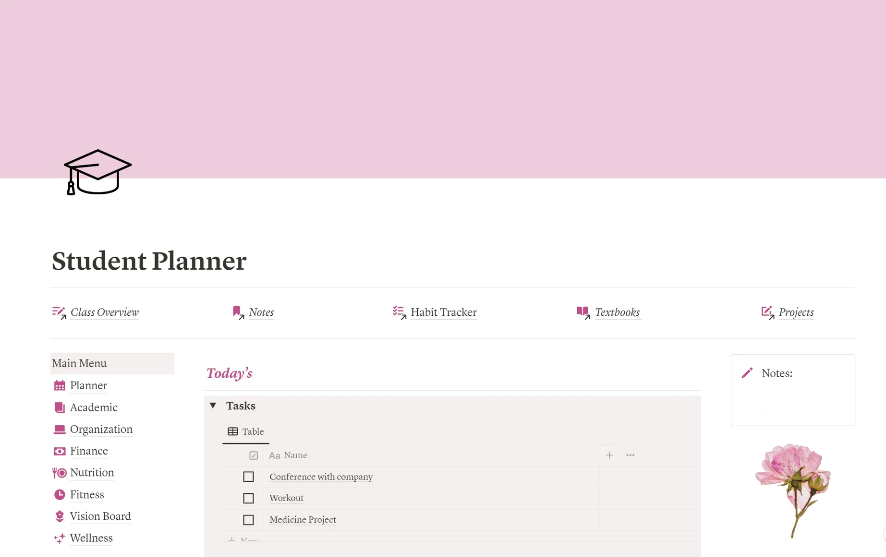 Student Planner
Class Overview
Notes
Habit Tracker
Textbooks
Projects
Main Menu
Planner
Academic
Organization
Finance
Nutrition
Fitness
Vision Board
Wellness
Today's
Tasks
Table
Aa Name
Conference with company
Workout
Medicine Project
+ New
Notes: